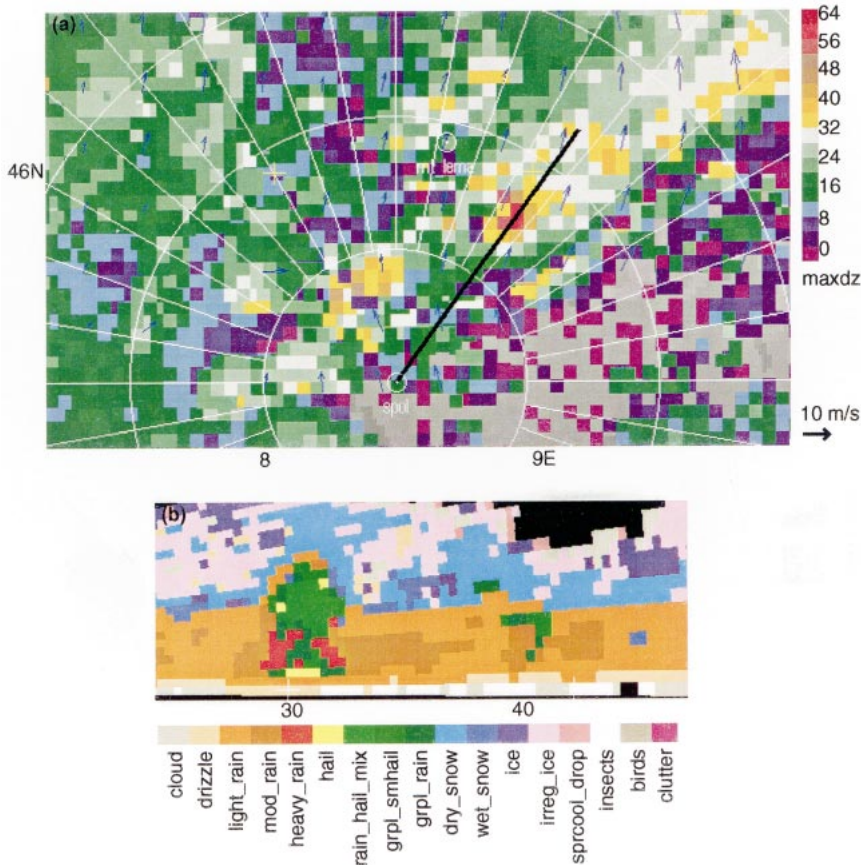 (a)
64
56
48
40
32
24
16
8
0
maxdz
46N
mt_lema
spol
10 m/s
8
9E
(b)
30
40
cloud
drizzle
light_rain
mod_rain
heavy_rain
hail
rain_hail_mix
grpl_smhail
grpl_rain
dry_snow
wet_snow
ice
irreg_ice
sprcool_drop
insects
birds
clutter